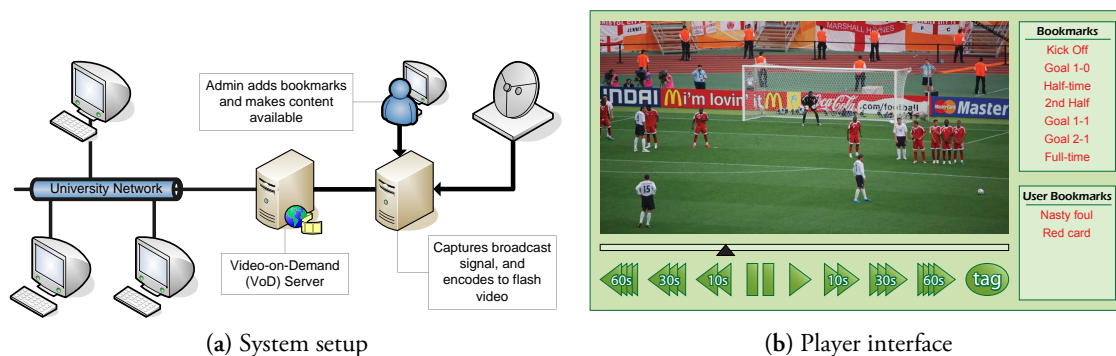 Admin adds bookmarks
and makes content
available
University Network
Video-on-Demand
(VoD) Server
Captures broadcast
signal, and
encodes to flash
video
(a) System setup
MARSHALL HAYNES
i'm lovin' it
Coca-Cola
.com/football
Master
15
60s
30s
10s
10s
30s
60s
tag
Bookmarks
Kick Off
Goal 1-0
Half-time
2nd Half
Goal 1-1
Goal 2-1
Full-time
User Bookmarks
Nasty foul
Red card
(b) Player interface